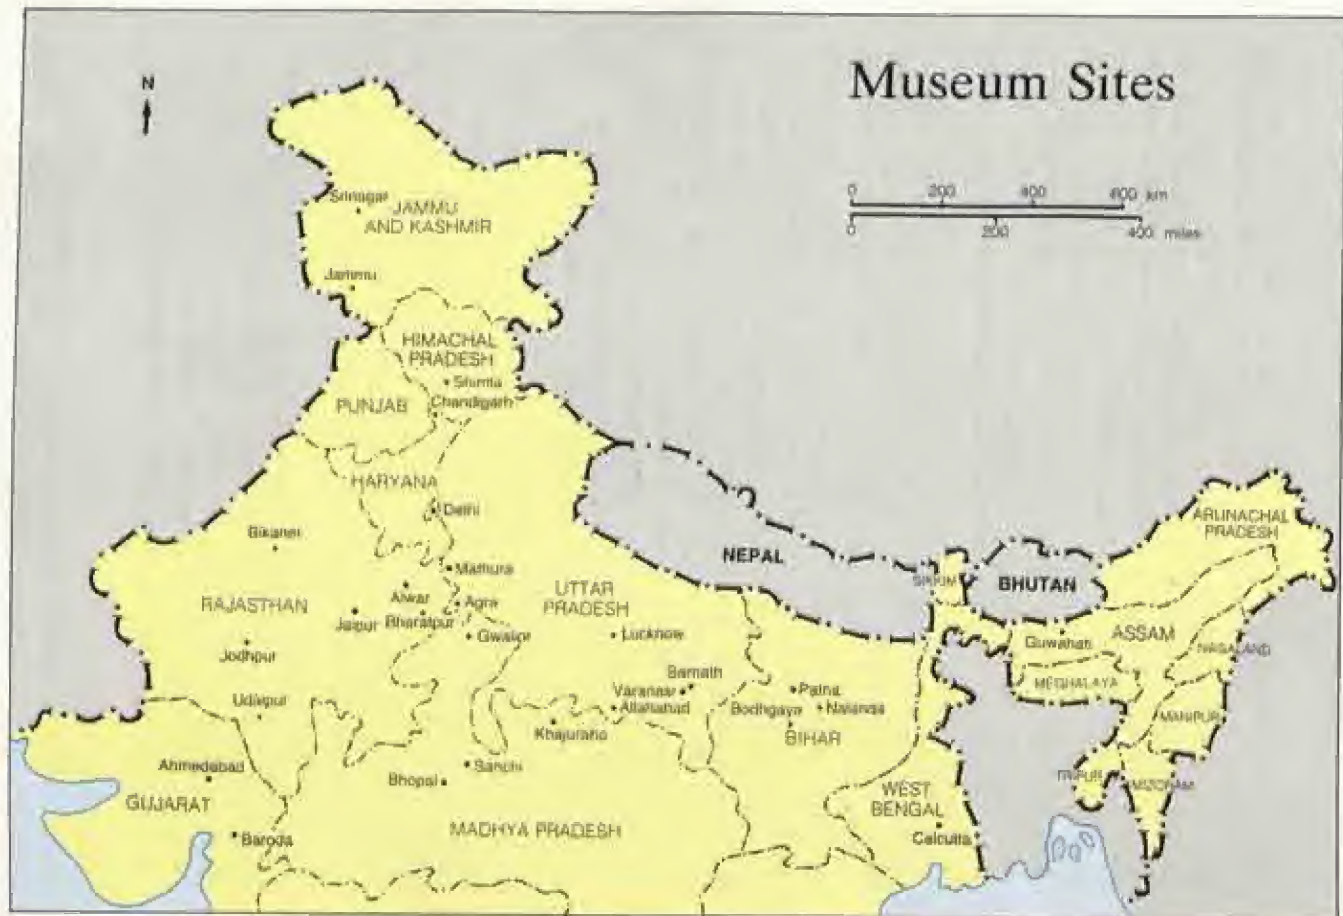 Museum Sites
N
0 200 400 600 km
0 200 400 miles
Srinagar
JAMMU
AND KASHMIR
Jammu
HIMACHAL
PRADESH
Shimla
Chandigarh
PUNJAB
HARYANA
Delhi
Bikaner
Mathura
NEPAL
SIKKIM
BHUTAN
ARUNACHAL
PRADESH
RAJASTHAN
Alwar
Agra
UTTAR
PRADESH
Jaipur
Bharatpur
Gwalior
Lucknow
Guwahati
ASSAM
NAGALAND
Jodhpur
Sarnath
MEGHALAYA
Udaipur
Varanasi
Patna
Allahabad
Bodhgaya
Nalanda
MANIPUR
Khajuraho
BIHAR
Ahmedabad
Bhopal
Sanchi
TRIPURA
MIZORAM
GUJARAT
WEST
BENGAL
MADHYA PRADESH
Baroda
Calcutta